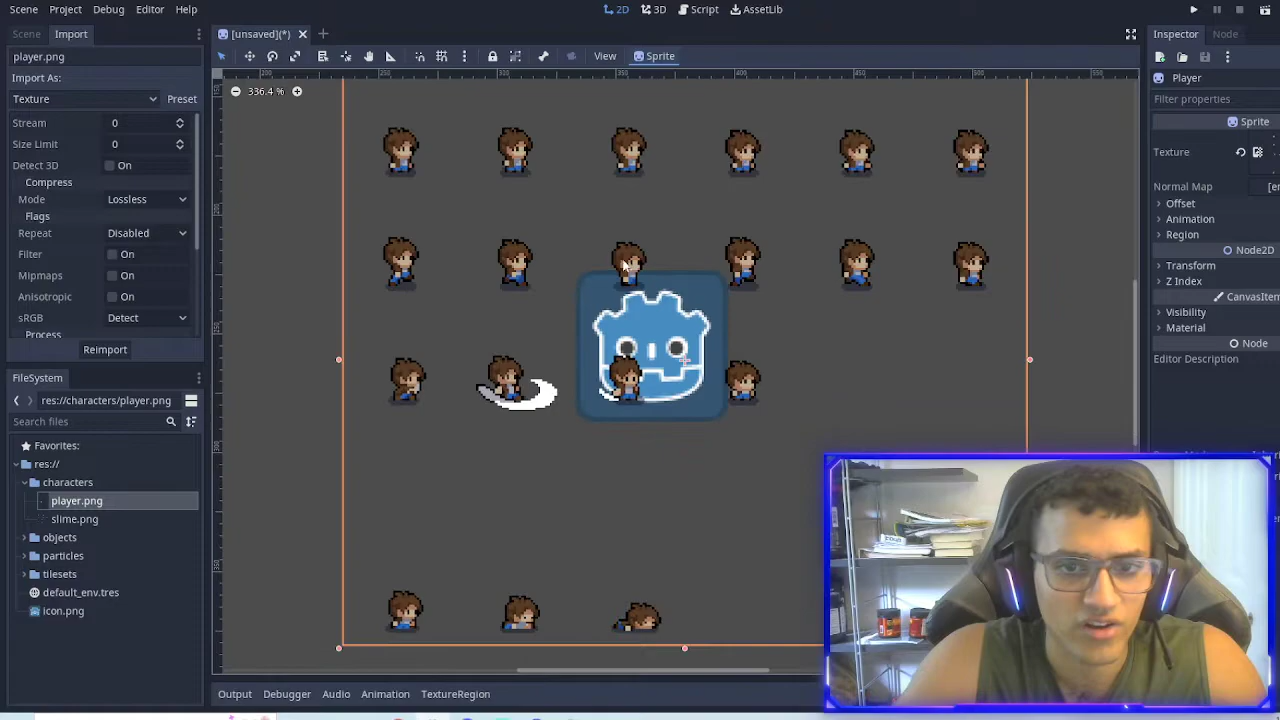 Scene Project Debug Editor Help
2D 3D Script AssetLib
Scene Import
[unsaved](*)
Inspector Node
player.png
View Sprite
Import As:
Player
Texture Preset
336.4 %
Filter properties
Stream 0
Sprite
Size Limit 0
Texture
Detect 3D On
Compress
Normal Map [en
Mode Lossless
Offset
Flags
Animation
Repeat Disabled
Region
Filter On
Node2D
Mipmaps On
Transform
Anisotropic On
Z Index
sRGB Detect
CanvasItem
Process
Visibility
Material
Reimport
Node
Editor Description
FileSystem
res://characters/player.png
Search files
Favorites:
res://
characters
player.png
slime.png
objects
particles
tilesets
default_env.tres
icon.png
Output Debugger Audio Animation TextureRegion